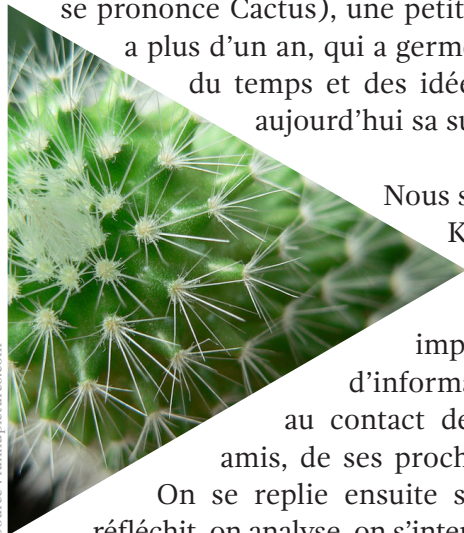 se prononce Cactus), une petit
a plus d'un an, qui a germ
du temps et des idée
aujourd'hui sa su
Nous s
K
imp
d'informa
au contact de
amis, de ses proch
On se replie ensuite s
réfléchit, on analyse, on s'inter